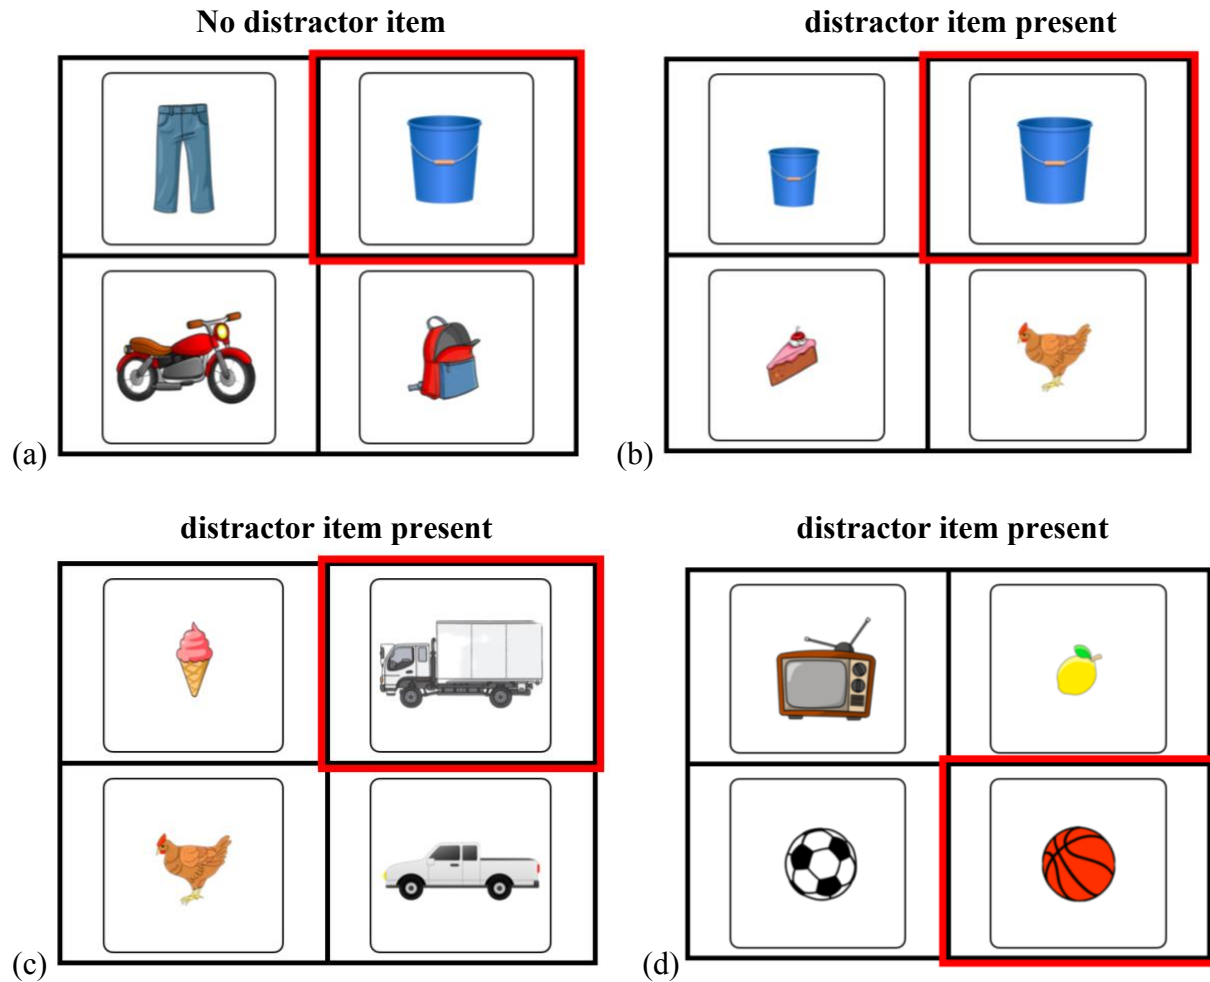 No distractor item
distractor item present
(a)
(b)
distractor item present
distractor item present
(c)
(d)